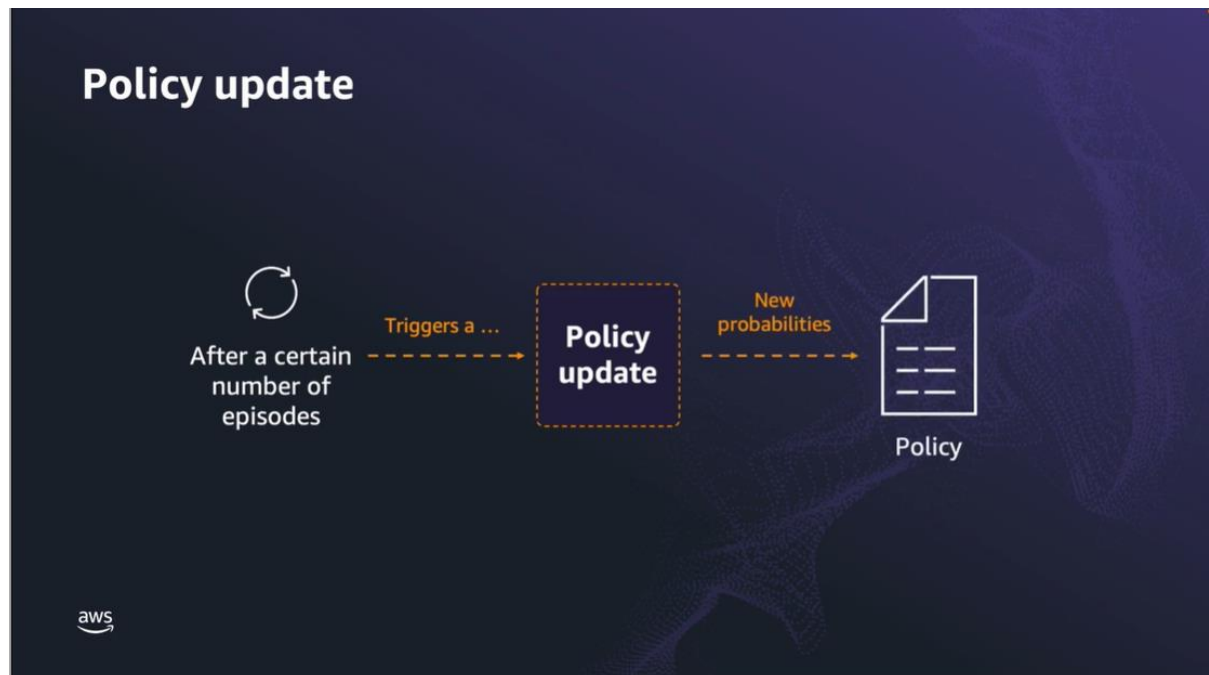 Policy update
After a certain
number of
episodes
Triggers a ...
Policy
update
New
probabilities
Policy
aws